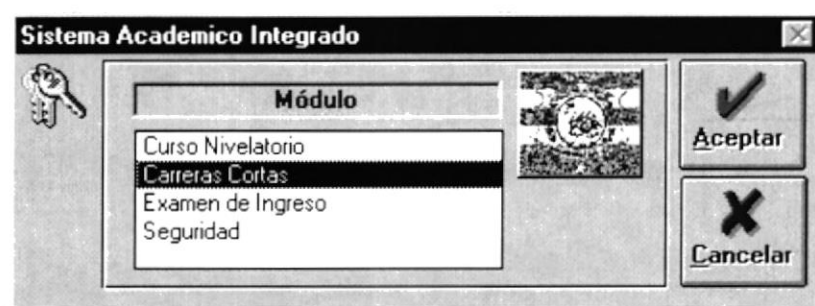 Sistema Academico Integrado
Módulo
Curso Nivelatorio
Carreras Cortas
Examen de Ingreso
Seguridad
Aceptar
Cancelar